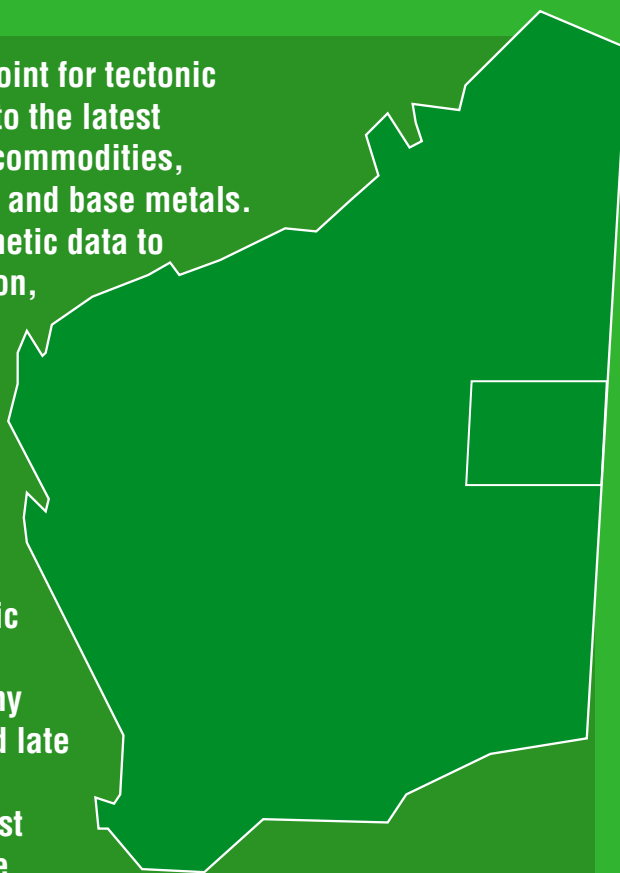 oint for tectonic
to the latest
commodities,
and base metals.
netic data to
on,
ic
ny
d late
st
e